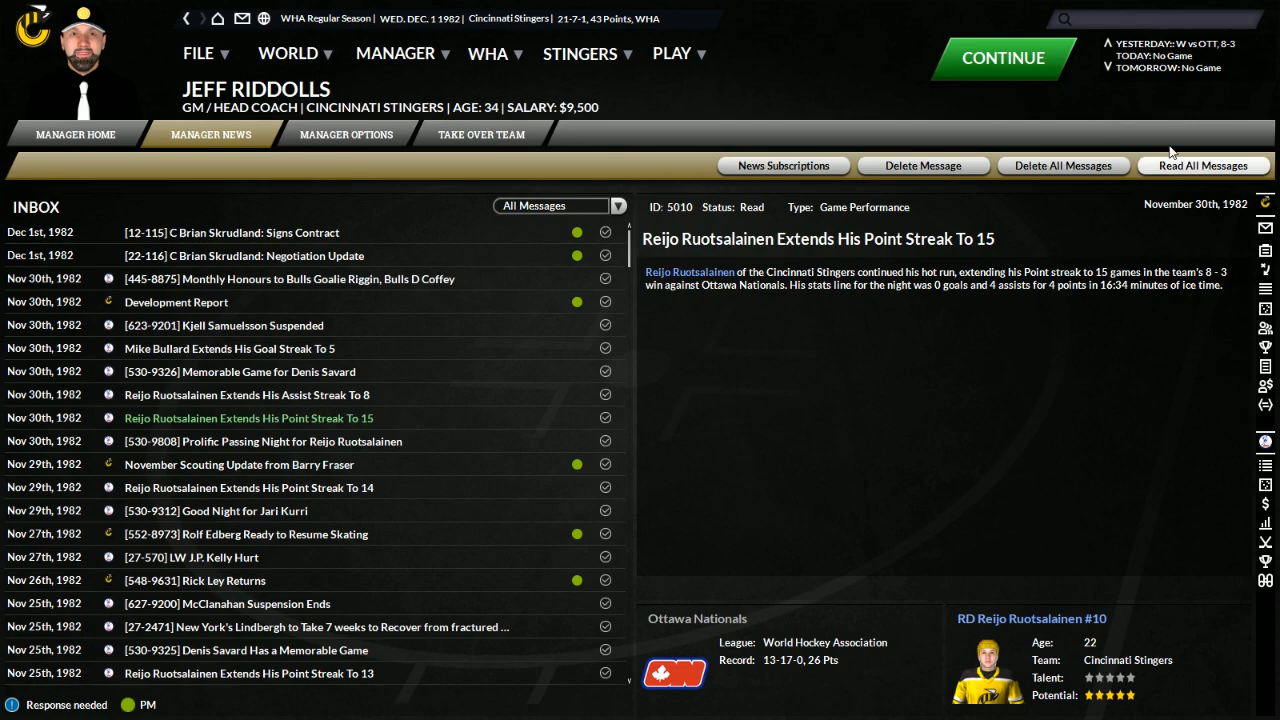 WHA Regular Season | WED. DEC. 1 1982 | Cincinnati Stingers | 21-7-1, 43 Points, WHA
FILE WORLD MANAGER WHA STINGERS PLAY
CONTINUE
YESTERDAY:: W vs OTT, 8-3
TODAY: No Game
TOMORROW: No Game
JEFF RIDDOLLS
GM / HEAD COACH | CINCINNATI STINGERS | AGE: 34 | SALARY: $9,500
MANAGER HOME MANAGER NEWS MANAGER OPTIONS TAKE OVER TEAM
News Subscriptions Delete Message Delete All Messages Read All Messages
INBOX All Messages
Dec 1st, 1982 [12-115] C Brian Skrudland: Signs Contract
Dec 1st, 1982 [22-116] C Brian Skrudland: Negotiation Update
Nov 30th, 1982 [445-8875] Monthly Honours to Bulls Goalie Riggin, Bulls D Coffey
Nov 30th, 1982 Development Report
Nov 30th, 1982 [623-9201] Kjell Samuelsson Suspended
Nov 30th, 1982 Mike Bullard Extends His Goal Streak To 5
Nov 30th, 1982 [530-9326] Memorable Game for Denis Savard
Nov 30th, 1982 Reijo Ruotsalainen Extends His Assist Streak To 8
Nov 30th, 1982 Reijo Ruotsalainen Extends His Point Streak To 15
Nov 30th, 1982 [530-9808] Prolific Passing Night for Reijo Ruotsalainen
Nov 29th, 1982 November Scouting Update from Barry Fraser
Nov 29th, 1982 Reijo Ruotsalainen Extends His Point Streak To 14
Nov 29th, 1982 [530-9312] Good Night for Jari Kurri
Nov 27th, 1982 [552-8973] Rolf Edberg Ready to Resume Skating
Nov 27th, 1982 [27-570] LW J.P. Kelly Hurt
Nov 26th, 1982 [548-9631] Rick Ley Returns
Nov 25th, 1982 [627-9200] McClanahan Suspension Ends
Nov 25th, 1982 [27-2471] New York's Lindbergh to Take 7 weeks to Recover from fractured ...
Nov 25th, 1982 [530-9325] Denis Savard Has a Memorable Game
Nov 25th, 1982 Reijo Ruotsalainen Extends His Point Streak To 13
Response needed PM
ID: 5010 Status: Read Type: Game Performance November 30th, 1982
Reijo Ruotsalainen Extends His Point Streak To 15
Reijo Ruotsalainen of the Cincinnati Stingers continued his hot run, extending his Point streak to 15 games in the team's 8 - 3
win against Ottawa Nationals. His stats line for the night was 0 goals and 4 assists for 4 points in 16:34 minutes of ice time.
Ottawa Nationals
League: World Hockey Association
Record: 13-17-0, 26 Pts
RD Reijo Ruotsalainen #10
Age: 22
Team: Cincinnati Stingers
Talent:
Potential: